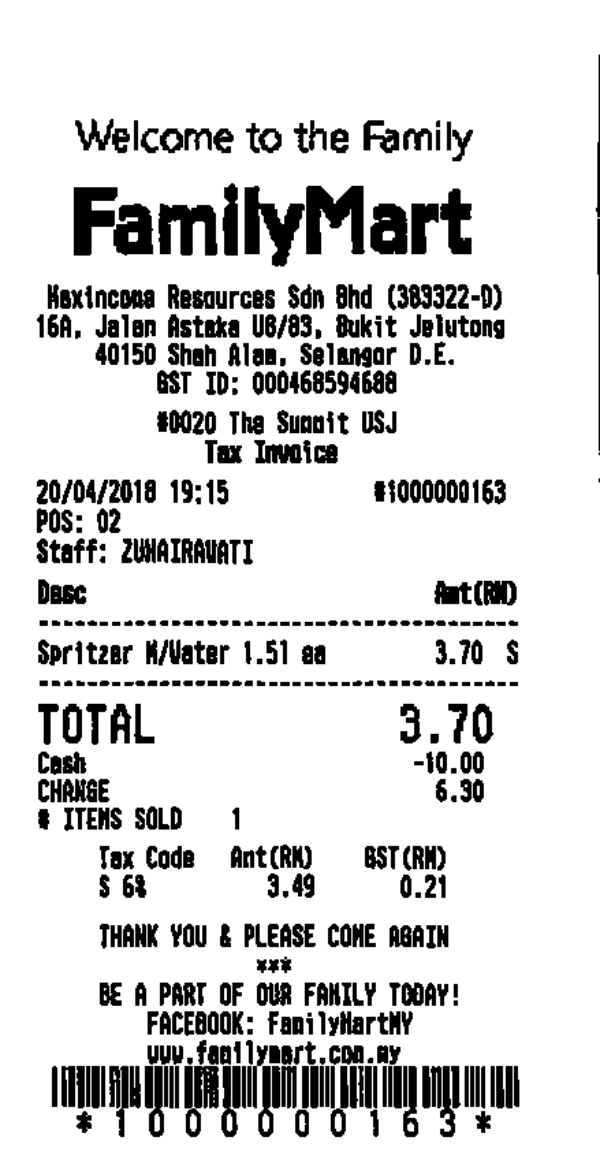 Welcome to the Family
FamilyMart
Maxincome Resources Sdn Bhd (383322-D)
16A, Jalan Astaka U8/83, Bukit Jelutong
40150 Shah Alam, Selangor D.E.
GST ID: 000468594688
#0020 The Summit USJ
Tax Invoice
20/04/2018 19:15 #1000000163
POS: 02
Staff: ZUNAIRAWATI
Desc Amt(RM)
Spritzer M/Water 1.5l ea 3.70 S
TOTAL 3.70
Cash -10.00
CHANGE 6.30
# ITEMS SOLD 1
Tax Code Amt(RM) GST(RM)
S 6% 3.49 0.21
THANK YOU & PLEASE COME AGAIN
***
BE A PART OF OUR FAMILY TODAY!
FACEBOOK: FamilyMartMY
www.familymart.com.my
*1000000163*